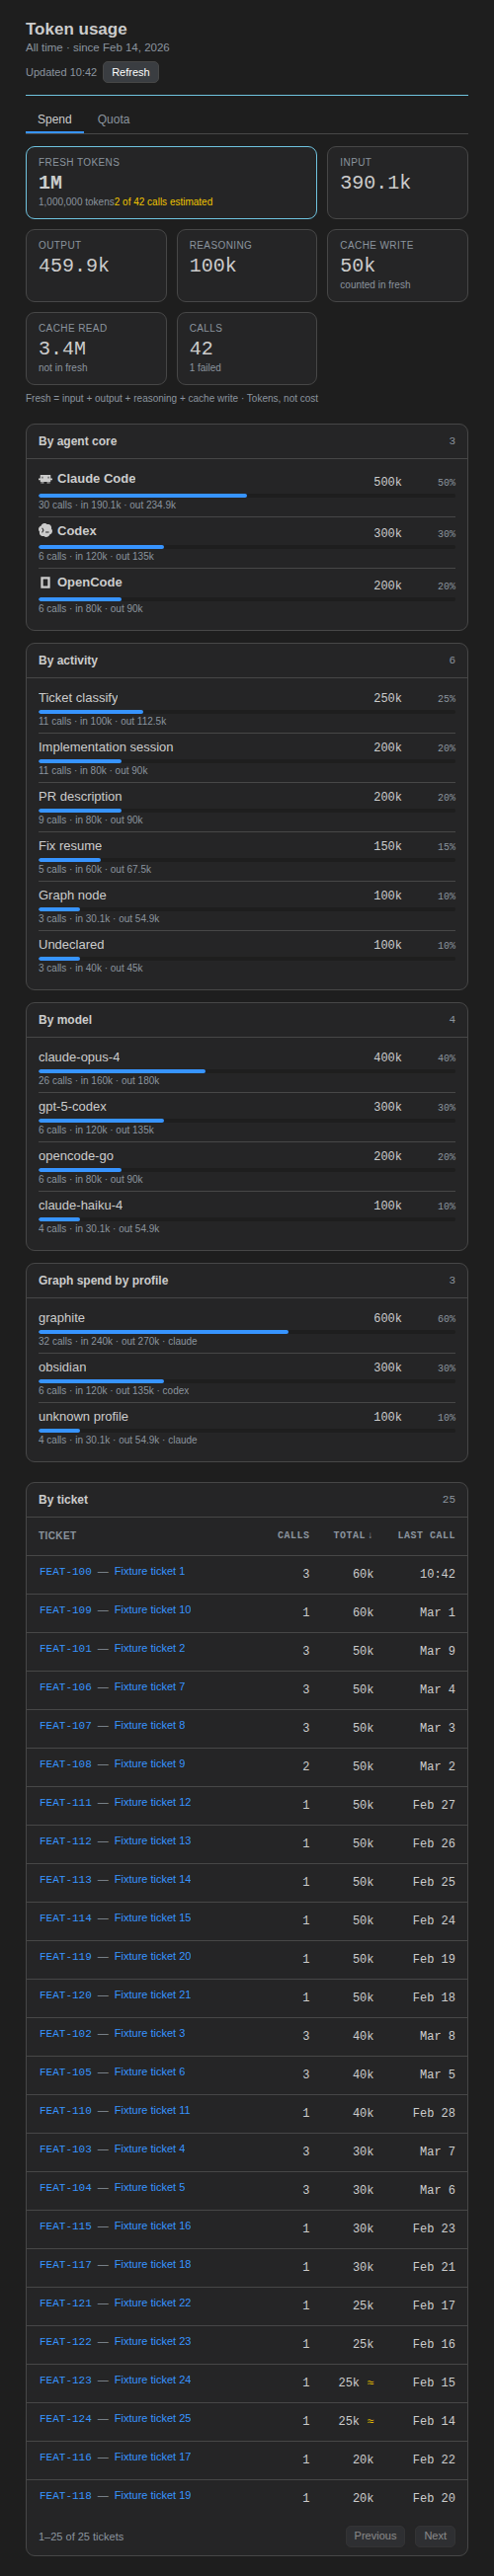 Token usage
All time · since Feb 14, 2026
Updated 10:42 Refresh
Spend Quota
FRESH TOKENS
1M
1,000,000 tokens2 of 42 calls estimated
INPUT
390.1k
OUTPUT
459.9k
REASONING
100k
CACHE WRITE
50k
counted in fresh
CACHE READ
3.4M
not in fresh
CALLS
42
1 failed
Fresh = input + output + reasoning + cache write · Tokens, not cost
By agent core 3
Claude Code 500k 50%
30 calls · in 190.1k · out 234.9k
Codex 300k 30%
6 calls · in 120k · out 135k
OpenCode 200k 20%
6 calls · in 80k · out 90k
By activity 6
Ticket classify 250k 25%
11 calls · in 100k · out 112.5k
Implementation session 200k 20%
11 calls · in 80k · out 90k
PR description 200k 20%
9 calls · in 80k · out 90k
Fix resume 150k 15%
5 calls · in 60k · out 67.5k
Graph node 100k 10%
3 calls · in 30.1k · out 54.9k
Undeclared 100k 10%
3 calls · in 40k · out 45k
By model 4
claude-opus-4 400k 40%
26 calls · in 160k · out 180k
gpt-5-codex 300k 30%
6 calls · in 120k · out 135k
opencode-go 200k 20%
6 calls · in 80k · out 90k
claude-haiku-4 100k 10%
4 calls · in 30.1k · out 54.9k
Graph spend by profile 3
graphite 600k 60%
32 calls · in 240k · out 270k · claude
obsidian 300k 30%
6 calls · in 120k · out 135k · codex
unknown profile 100k 10%
4 calls · in 30.1k · out 54.9k · claude
By ticket 25
TICKET CALLS TOTAL ↓ LAST CALL
FEAT-100 — Fixture ticket 1 3 60k 10:42
FEAT-109 — Fixture ticket 10 1 60k Mar 1
FEAT-101 — Fixture ticket 2 3 50k Mar 9
FEAT-106 — Fixture ticket 7 3 50k Mar 4
FEAT-107 — Fixture ticket 8 3 50k Mar 3
FEAT-108 — Fixture ticket 9 2 50k Mar 2
FEAT-111 — Fixture ticket 12 1 50k Feb 27
FEAT-112 — Fixture ticket 13 1 50k Feb 26
FEAT-113 — Fixture ticket 14 1 50k Feb 25
FEAT-114 — Fixture ticket 15 1 50k Feb 24
FEAT-119 — Fixture ticket 20 1 50k Feb 19
FEAT-120 — Fixture ticket 21 1 50k Feb 18
FEAT-102 — Fixture ticket 3 3 40k Mar 8
FEAT-105 — Fixture ticket 6 3 40k Mar 5
FEAT-110 — Fixture ticket 11 1 40k Feb 28
FEAT-103 — Fixture ticket 4 3 30k Mar 7
FEAT-104 — Fixture ticket 5 3 30k Mar 6
FEAT-115 — Fixture ticket 16 1 30k Feb 23
FEAT-117 — Fixture ticket 18 1 30k Feb 21
FEAT-121 — Fixture ticket 22 1 25k Feb 17
FEAT-122 — Fixture ticket 23 1 25k Feb 16
FEAT-123 — Fixture ticket 24 1 25k ≈ Feb 15
FEAT-124 — Fixture ticket 25 1 25k ≈ Feb 14
FEAT-116 — Fixture ticket 17 1 20k Feb 22
FEAT-118 — Fixture ticket 19 1 20k Feb 20
1–25 of 25 tickets Previous Next